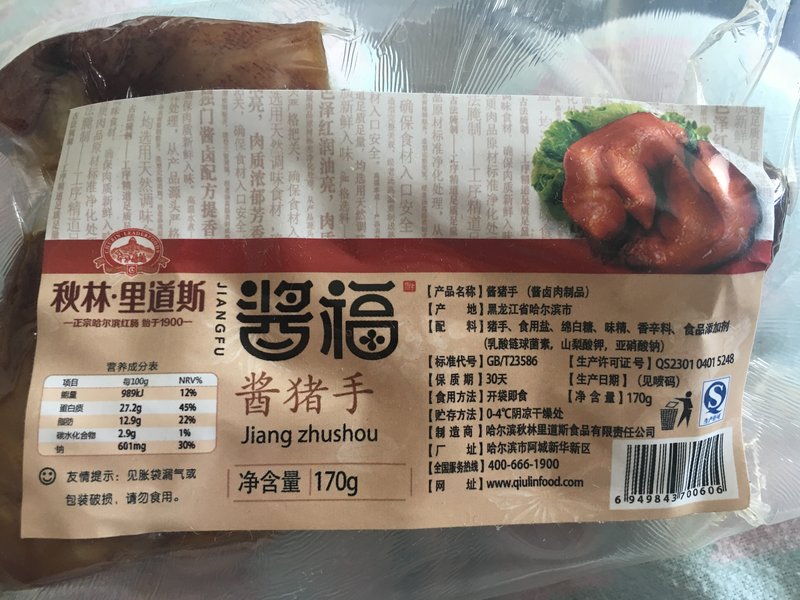 秋林·里道斯
正宗哈尔滨红肠 始于1900
JIANGFU
酱福
酱猪手
Jiang zhushou
净含量 170g
营养成分表
项目 每100g NRV%
能量 989kJ 12%
蛋白质 27.2g 45%
脂肪 12.9g 22%
碳水化合物 2.9g 1%
钠 601mg 30%
友情提示：见胀袋漏气或
包装破损，请勿食用。
【产品名称】酱猪手（酱卤肉制品）
【产 地】黑龙江省哈尔滨市
【配 料】猪手、食用盐、绵白糖、味精、香辛料、食品添加剂
（乳酸链球菌素，山梨酸钾，亚硝酸钠）
【标准代号】GB/T23586 【生产许可证号】QS2301 0401 5248
【保 质 期】30天 【生产日期】（见喷码）
【食用方法】开袋即食 【净 含 量】170g
【贮存方法】0-4℃阴凉干燥处
【制 造 商】哈尔滨秋林里道斯食品有限责任公司
【厂 址】哈尔滨市阿城新华新区
【全国服务热线】400-666-1900
【网 址】www.qiulinfood.com
QS
生产许可
6949843700606